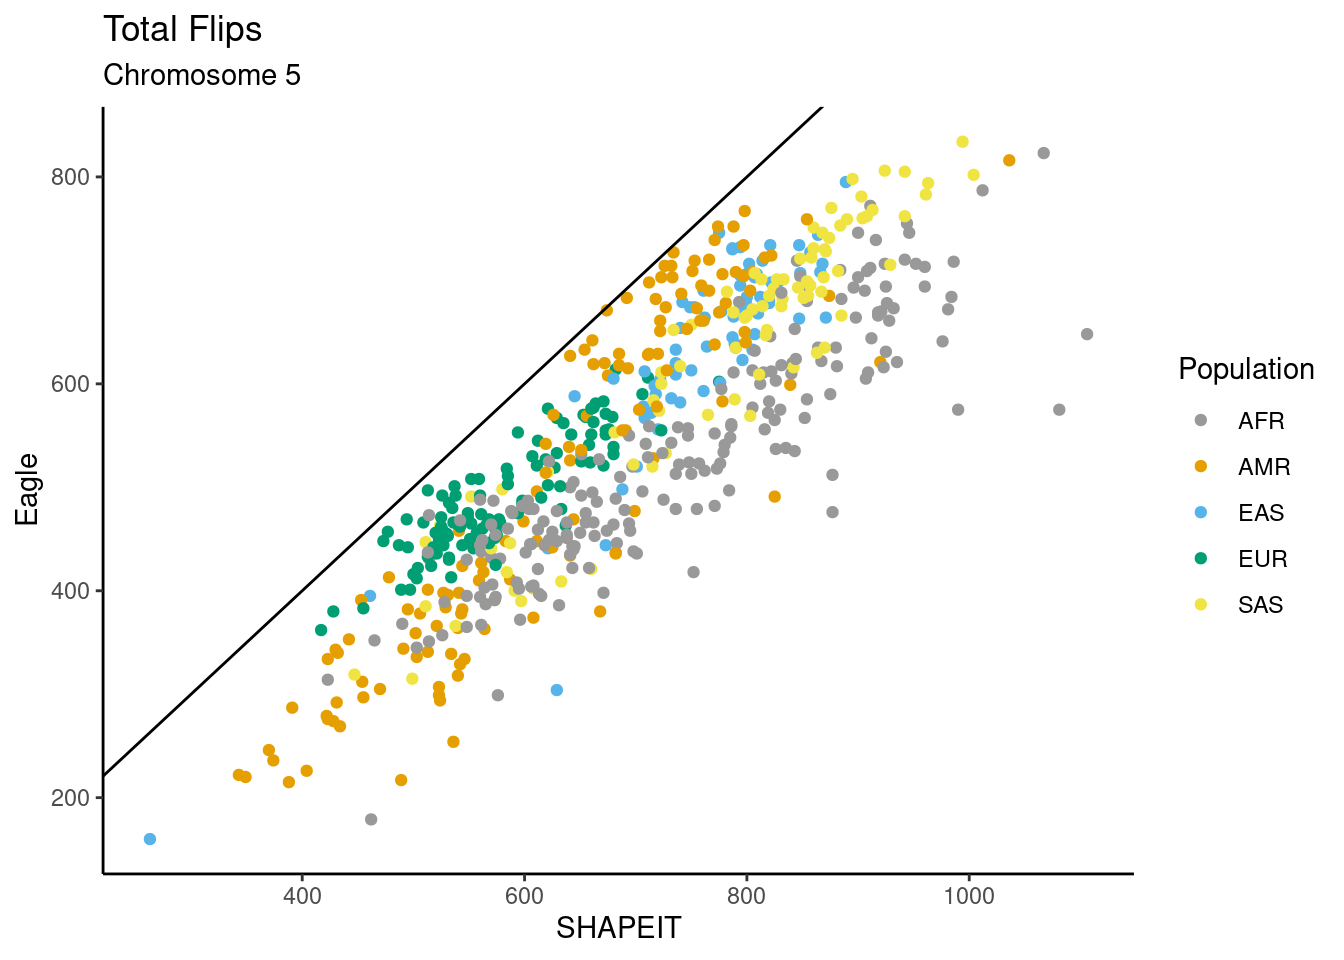 Total Flips
Chromosome 5
800
600
400
200
Eagle
400
600
800
1000
SHAPEIT
Population
AFR
AMR
EAS
EUR
SAS